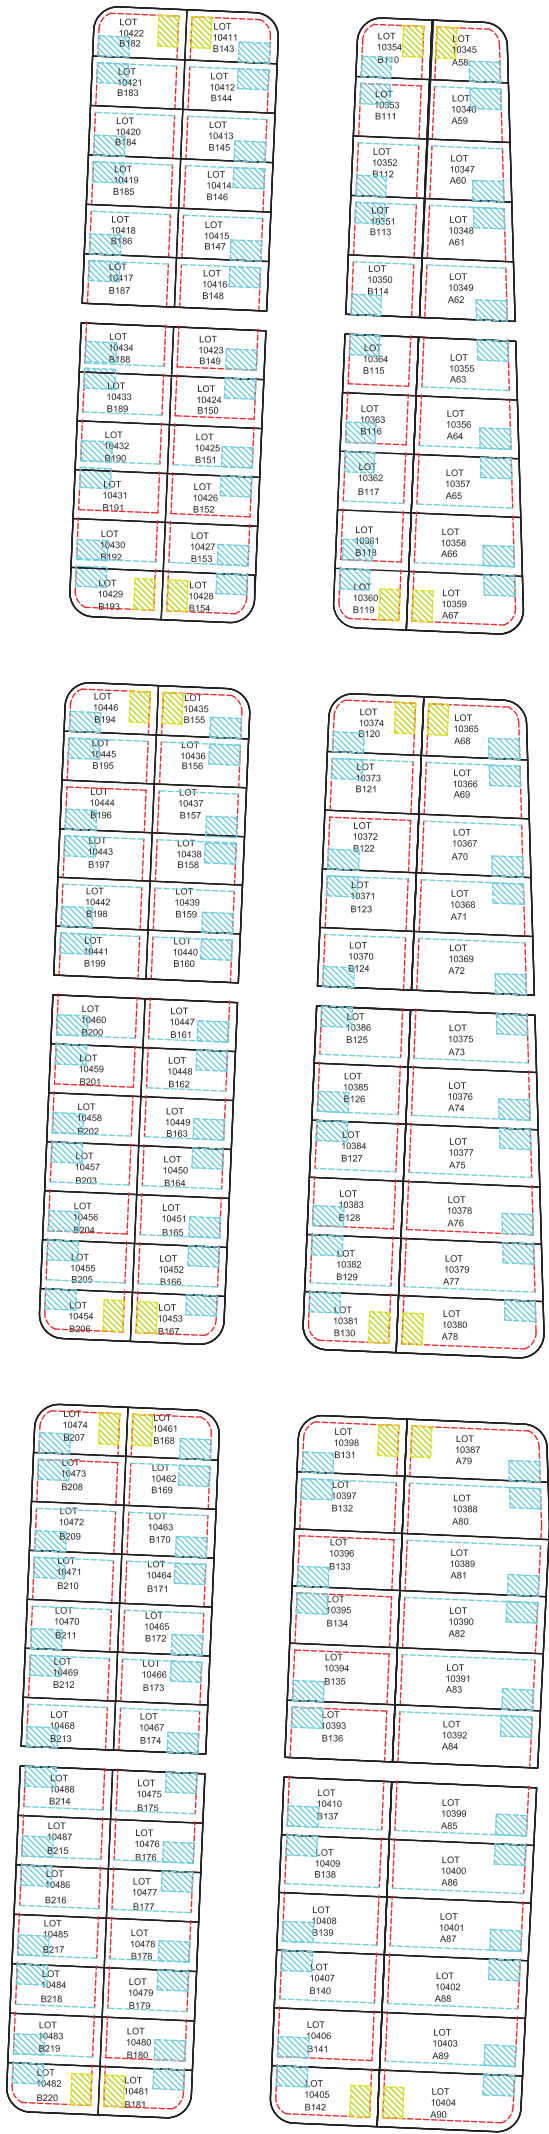 LOT
10422
B182
LOT
10411
B143
LOT
10421
B183
LOT
10412
B144
LOT
10420
B184
LOT
10413
B145
LOT
10419
B185
LOT
10414
B146
LOT
10418
B186
LOT
10415
B147
LOT
10417
B187
LOT
10416
B148
LOT
10354
B110
LOT
10345
A58
LOT
10353
B111
LOT
10346
A59
LOT
10352
B112
LOT
10347
A60
LOT
10351
B113
LOT
10348
A61
LOT
10350
B114
LOT
10349
A62
LOT
10434
B188
LOT
10423
B149
LOT
10433
B189
LOT
10424
B150
LOT
10432
B190
LOT
10425
B151
LOT
10431
B191
LOT
10426
B152
LOT
10430
B192
LOT
10427
B153
LOT
10429
B193
LOT
10428
B154
LOT
10364
B115
LOT
10355
A63
LOT
10363
B116
LOT
10356
A64
LOT
10362
B117
LOT
10357
A65
LOT
10361
B118
LOT
10358
A66
LOT
10360
B119
LOT
10359
A67
LOT
10446
B194
LOT
10435
B155
LOT
10445
B195
LOT
10436
B156
LOT
10444
B196
LOT
10437
B157
LOT
10443
B197
LOT
10438
B158
LOT
10442
B198
LOT
10439
B159
LOT
10441
B199
LOT
10440
B160
LOT
10374
B120
LOT
10365
A68
LOT
10373
B121
LOT
10366
A69
LOT
10372
B122
LOT
10367
A70
LOT
10371
B123
LOT
10368
A71
LOT
10370
B124
LOT
10369
A72
LOT
10460
B200
LOT
10447
B161
LOT
10459
B201
LOT
10448
B162
LOT
10458
B202
LOT
10449
B163
LOT
10457
B203
LOT
10450
B164
LOT
10456
B204
LOT
10451
B165
LOT
10455
B205
LOT
10452
B166
LOT
10454
B206
LOT
10453
B167
LOT
10386
B125
LOT
10375
A73
LOT
10385
B126
LOT
10376
A74
LOT
10384
B127
LOT
10377
A75
LOT
10383
B128
LOT
10378
A76
LOT
10382
B129
LOT
10379
A77
LOT
10381
B130
LOT
10380
A78
LOT
10474
B207
LOT
10461
B168
LOT
10473
B208
LOT
10462
B169
LOT
10472
B209
LOT
10463
B170
LOT
10471
B210
LOT
10464
B171
LOT
10470
B211
LOT
10465
B172
LOT
10469
B212
LOT
10466
B173
LOT
10468
B213
LOT
10467
B174
LOT
10398
B131
LOT
10387
A79
LOT
10397
B132
LOT
10388
A80
LOT
10396
B133
LOT
10389
A81
LOT
10395
B134
LOT
10390
A82
LOT
10394
B135
LOT
10391
A83
LOT
10393
B136
LOT
10392
A84
LOT
10488
B214
LOT
10475
B175
LOT
10487
B215
LOT
10476
B176
LOT
10486
B216
LOT
10477
B177
LOT
10485
B217
LOT
10478
B178
LOT
10484
B218
LOT
10479
B179
LOT
10483
B219
LOT
10480
B180
LOT
10482
B220
LOT
10481
B181
LOT
10410
B137
LOT
10399
A85
LOT
10409
B138
LOT
10400
A86
LOT
10408
B139
LOT
10401
A87
LOT
10407
B140
LOT
10402
A88
LOT
10406
B141
LOT
10403
A89
LOT
10405
B142
LOT
10404
A90